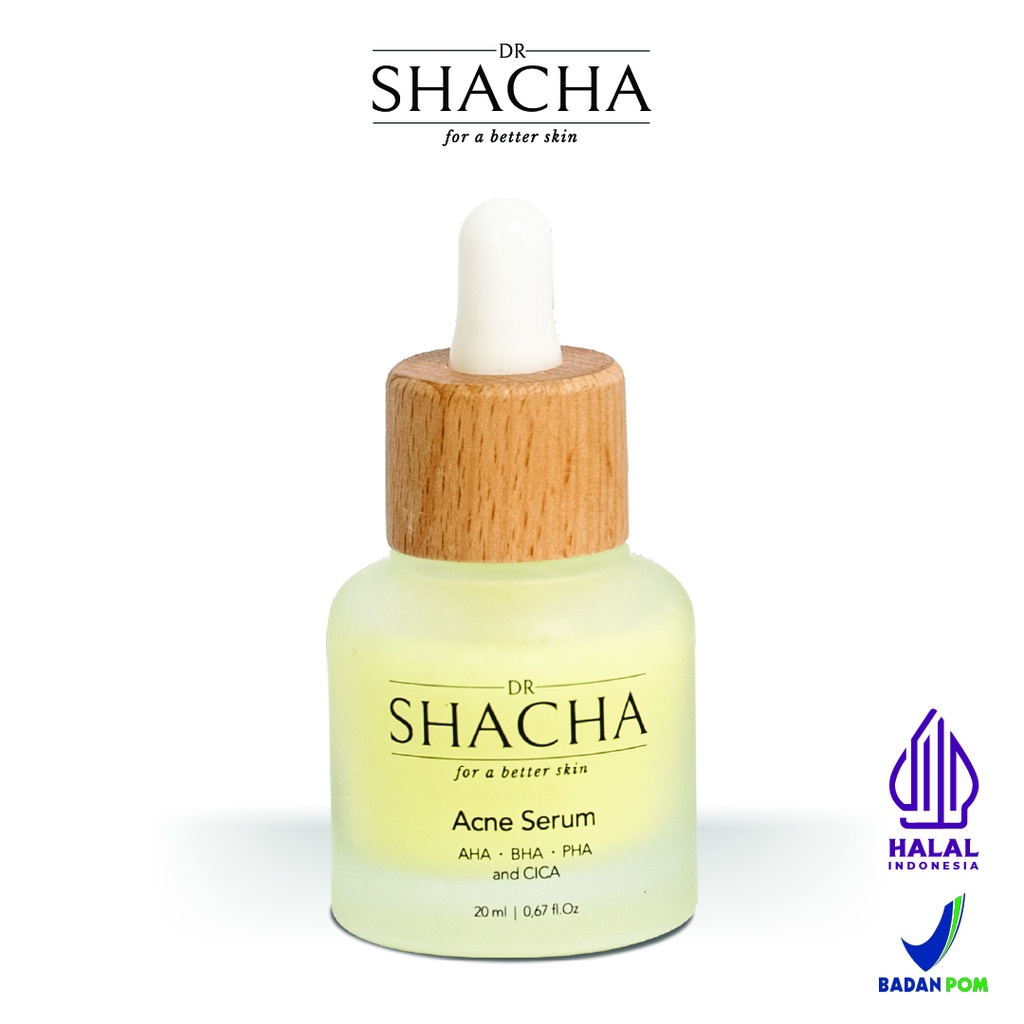 DR
SHACHA
for a better skin
DR
SHACHA
for a better skin
Acne Serum
AHA · BHA · PHA
and CICA
20 ml | 0,67 fl.Oz
HALAL
INDONESIA
BADAN POM